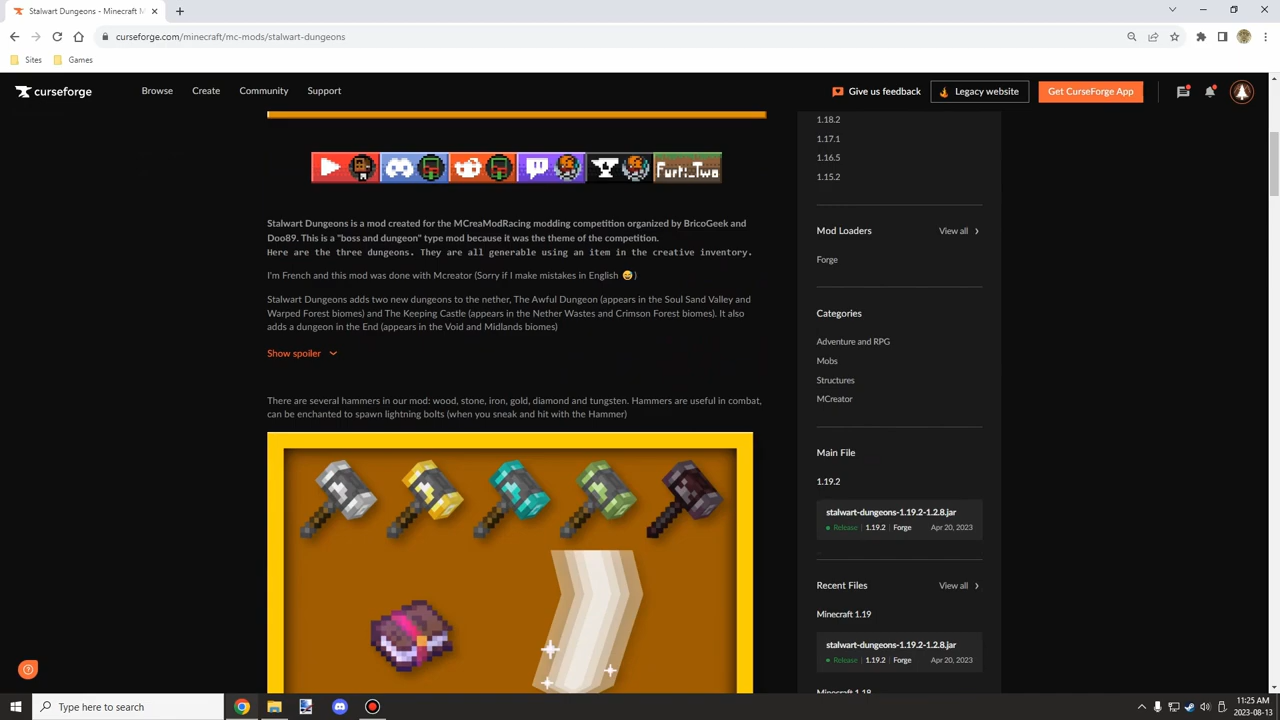 Stalwart Dungeons - Minecraft M
curseforge.com/minecraft/mc-mods/stalwart-dungeons
Sites
Games
curseforge
Browse
Create
Community
Support
Give us feedback
Legacy website
Get CurseForge App
Furti_Two
Stalwart Dungeons is a mod created for the MCreaModRacing modding competition organized by BricoGeek and
Doo89. This is a "boss and dungeon" type mod because it was the theme of the competition.
Here are the three dungeons. They are all generable using an item in the creative inventory.
I'm French and this mod was done with Mcreator (Sorry if I make mistakes in English 😅)
Stalwart Dungeons adds two new dungeons to the nether, The Awful Dungeon (appears in the Soul Sand Valley and
Warped Forest biomes) and The Keeping Castle (appears in the Nether Wastes and Crimson Forest biomes). It also
adds a dungeon in the End (appears in the Void and Midlands biomes)
Show spoiler
There are several hammers in our mod: wood, stone, iron, gold, diamond and tungsten. Hammers are useful in combat,
can be enchanted to spawn lightning bolts (when you sneak and hit with the Hammer)
1.18.2
1.17.1
1.16.5
1.15.2
Mod Loaders
View all
Forge
Categories
Adventure and RPG
Mobs
Structures
MCreator
Main File
1.19.2
stalwart-dungeons-1.19.2-1.2.8.jar
Release | 1.19.2 | Forge Apr 20, 2023
Recent Files
View all
Minecraft 1.19
stalwart-dungeons-1.19.2-1.2.8.jar
Release | 1.19.2 | Forge Apr 20, 2023
Minecraft 1.18
Type here to search
11:25 AM
2023-08-13